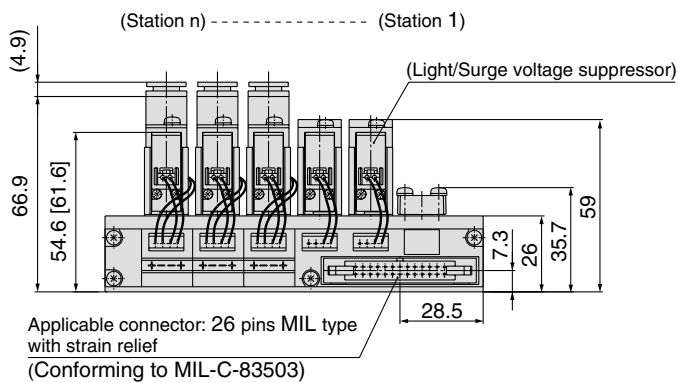 (Station n) (Station 1)
(4.9)
(Light/Surge voltage suppressor)
66.9
54.6 [61.6]
7.3
26
35.7
59
28.5
Applicable connector: 26 pins MIL type
with strain relief
(Conforming to MIL-C-83503)